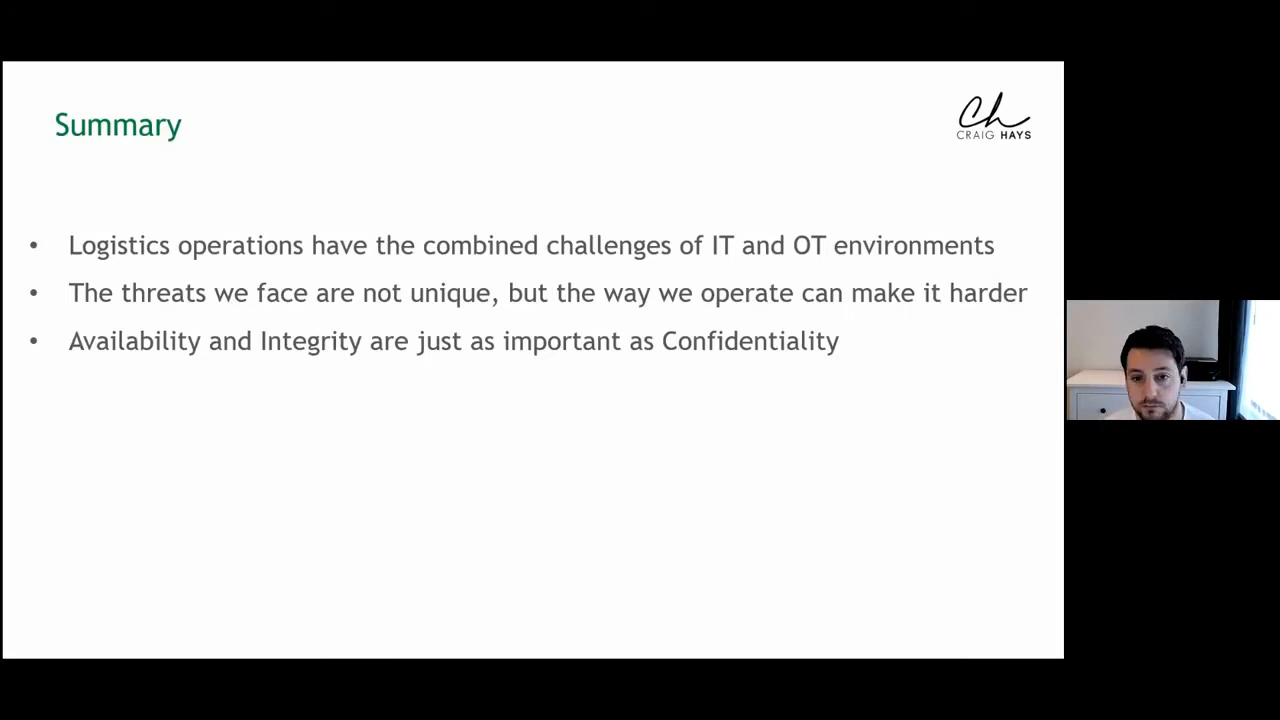 Summary
Ch
CRAIG HAYS
• Logistics operations have the combined challenges of IT and OT environments
• The threats we face are not unique, but the way we operate can make it harder
• Availability and Integrity are just as important as Confidentiality